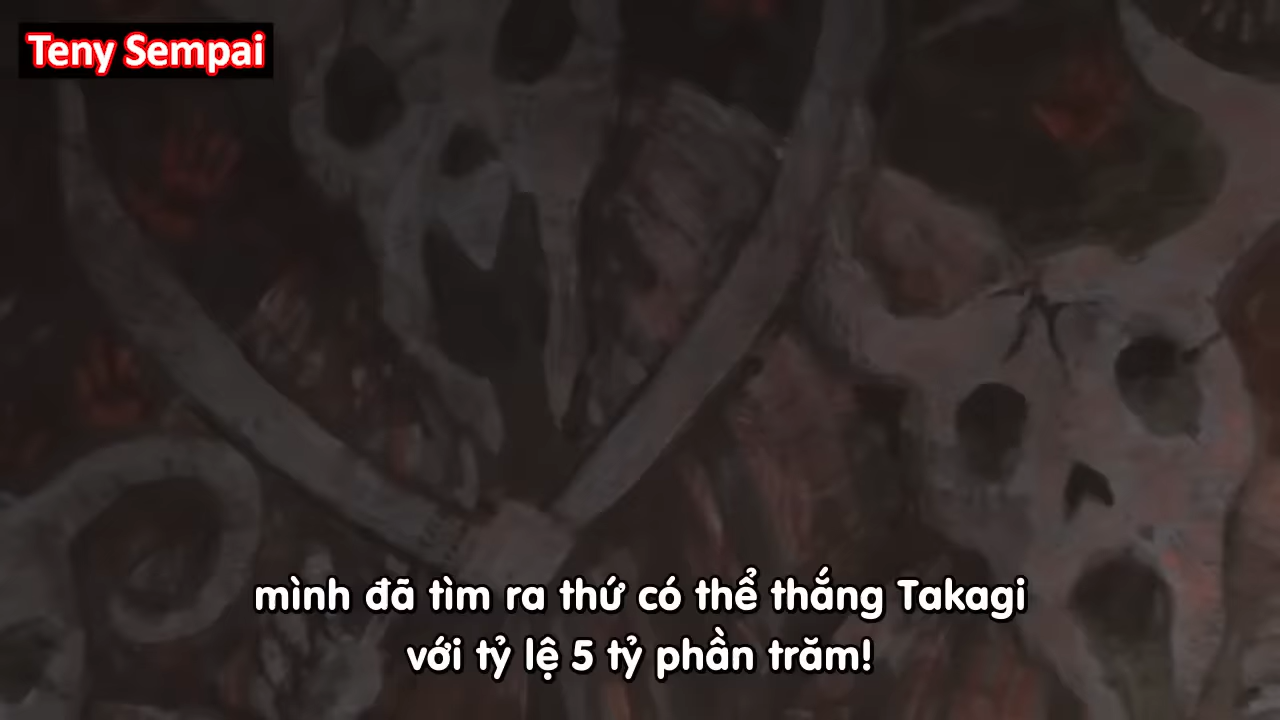 Teny Sempai
mình đã tìm ra thứ có thể thắng Takagi
với tỷ lệ 5 tỷ phần trăm!